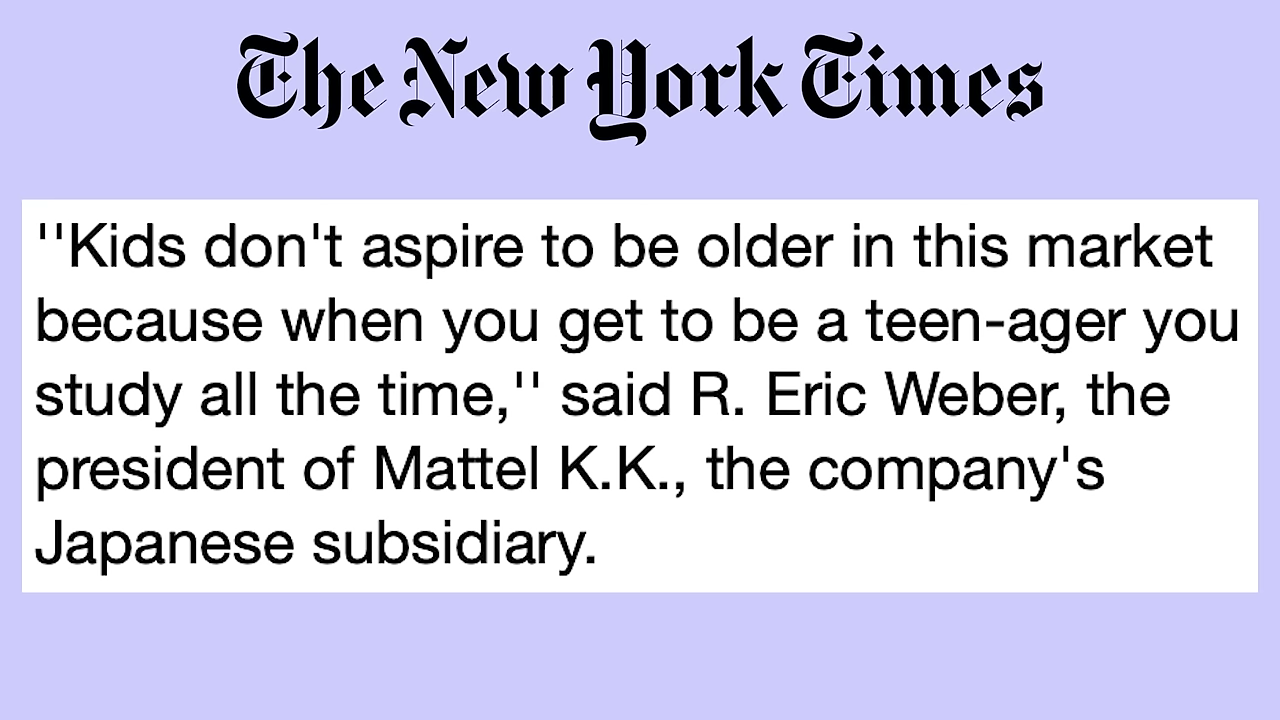 The New York Times
''Kids don't aspire to be older in this market
because when you get to be a teen-ager you
study all the time,'' said R. Eric Weber, the
president of Mattel K.K., the company's
Japanese subsidiary.